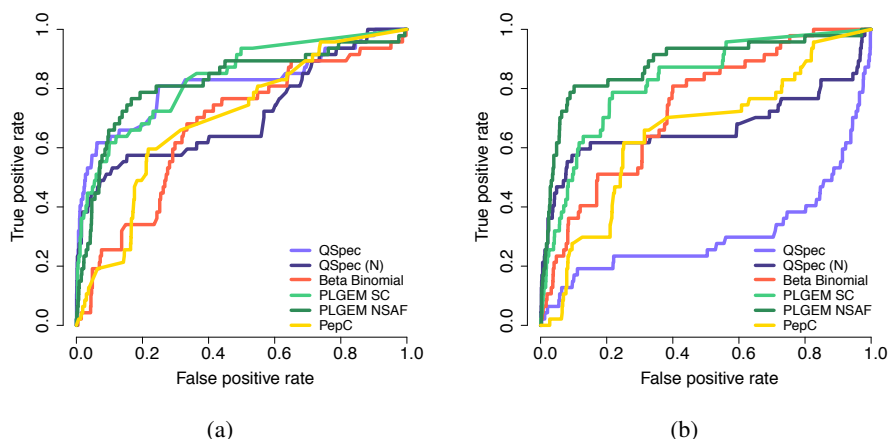 True positive rate
0.0 0.2 0.4 0.6 0.8 1.0
QSpec
QSpec (N)
Beta Binomial
PLGEM SC
PLGEM NSAF
PepC
0.0 0.2 0.4 0.6 0.8 1.0
False positive rate
(a)
True positive rate
0.0 0.2 0.4 0.6 0.8 1.0
QSpec
QSpec (N)
Beta Binomial
PLGEM SC
PLGEM NSAF
PepC
0.0 0.2 0.4 0.6 0.8 1.0
False positive rate
(b)